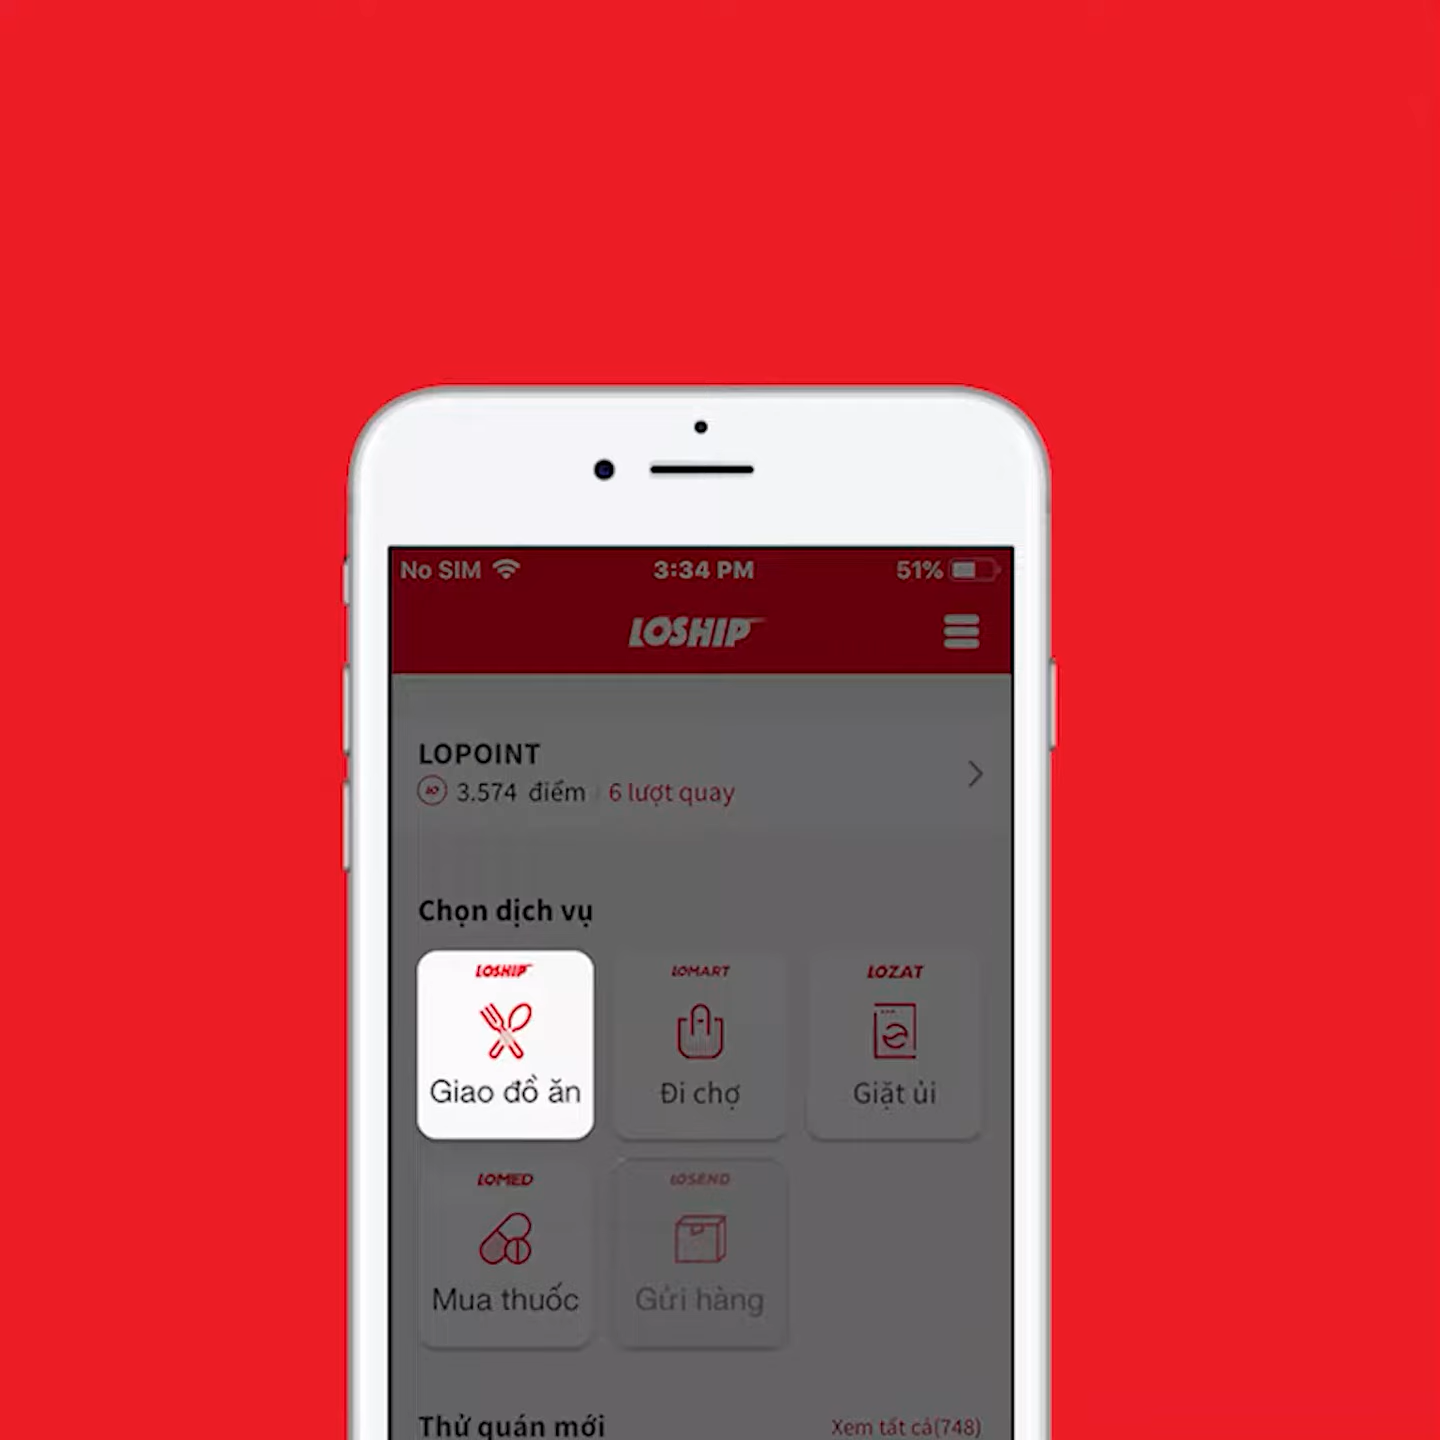 No SIM 3:34 PM 51%
LOSHIP
LOPOINT
LO 3.574 điểm 6 lượt quay
Chọn dịch vụ
LOSHIP LOMART LOZAT
Giao đồ ăn Đi chợ Giặt ủi
LOMED LOSEND
Mua thuốc Gửi hàng
Thử quán mới Xem tất cả(748)